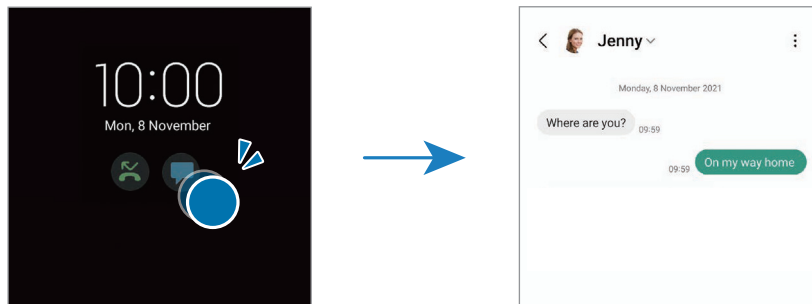 10:00
Mon, 8 November
Jenny
Monday, 8 November 2021
Where are you?
09:59
On my way home
09:59